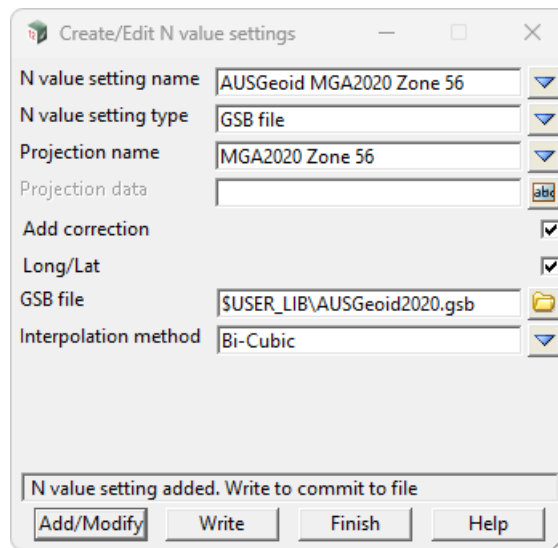 Create/Edit N value settings
N value setting name AUSGeoid MGA2020 Zone 56
N value setting type GSB file
Projection name MGA2020 Zone 56
Projection data abc
Add correction
Long/Lat
GSB file $USER_LIB\AUSGeoid2020.gsb
Interpolation method Bi-Cubic
N value setting added. Write to commit to file
Add/Modify Write Finish Help